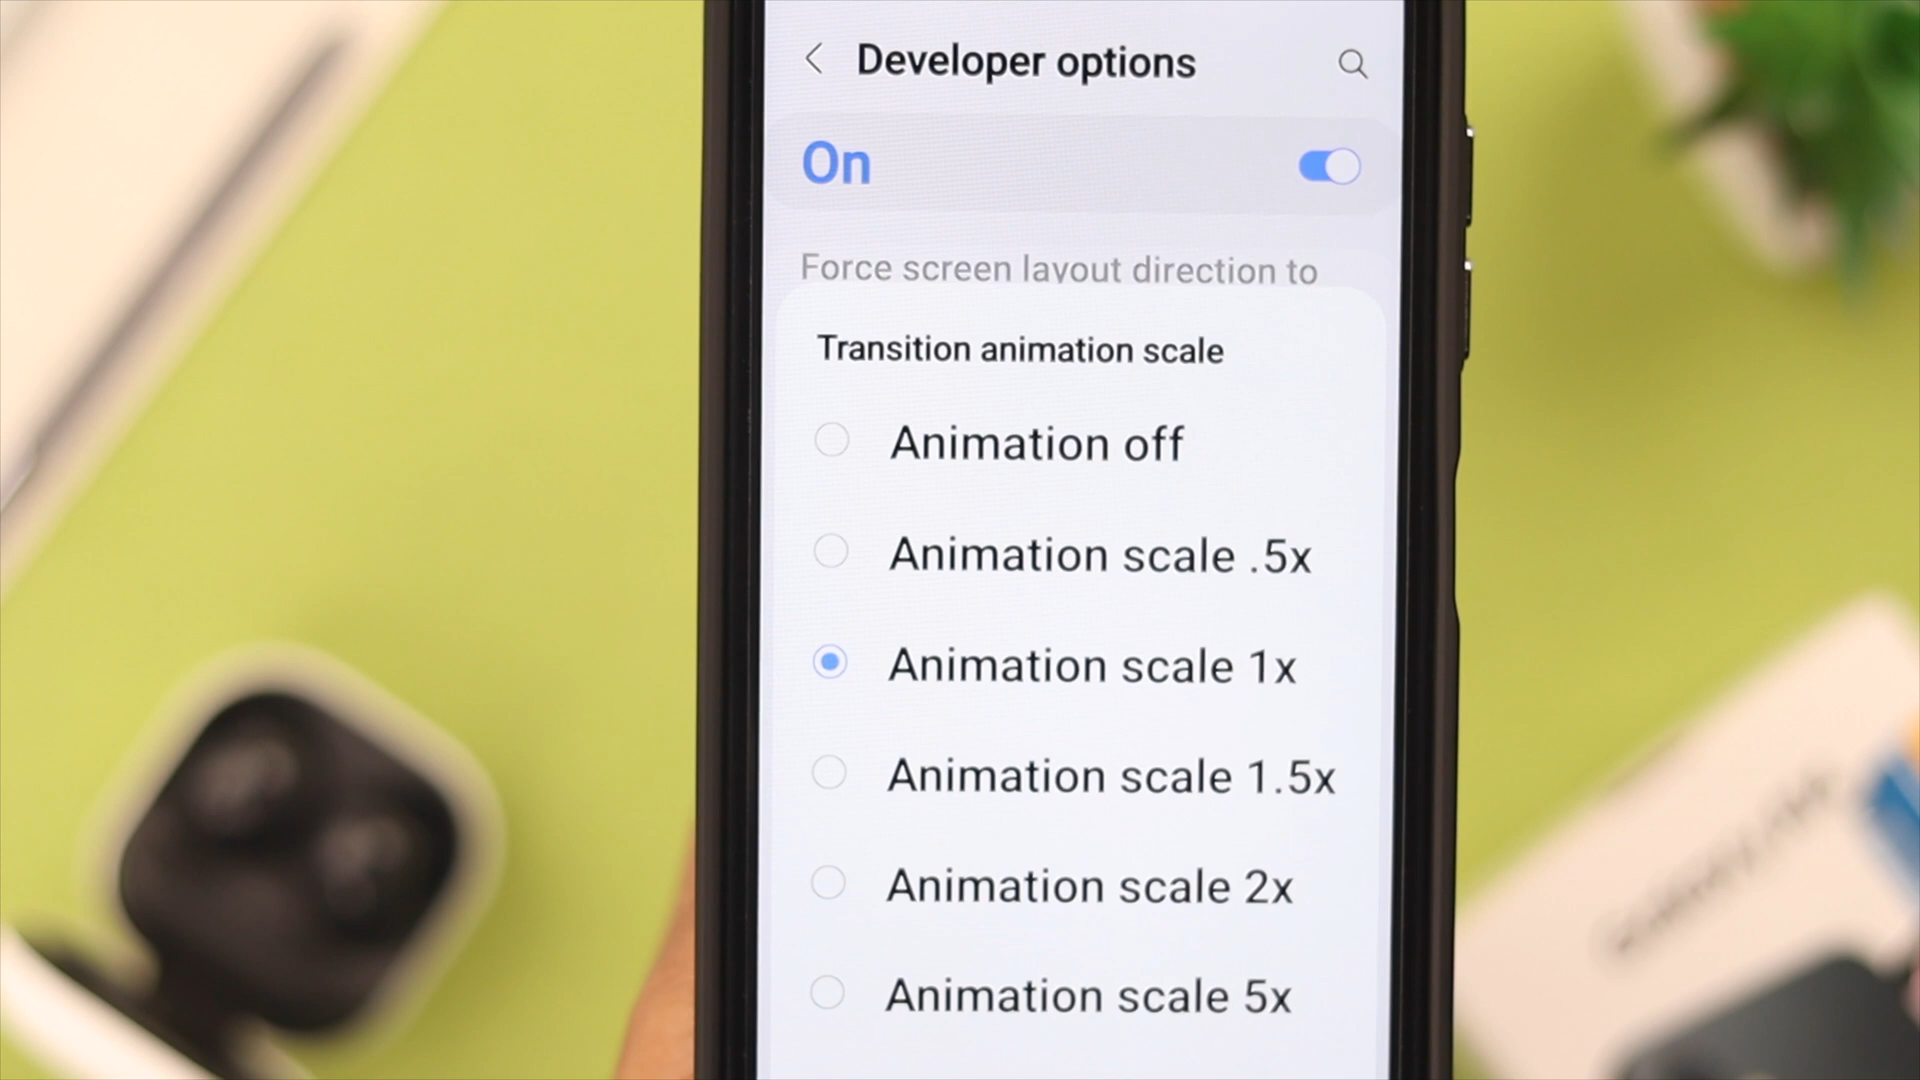 Developer options
On
Force screen layout direction to
Transition animation scale
Animation off
Animation scale .5x
Animation scale 1x
Animation scale 1.5x
Animation scale 2x
Animation scale 5x